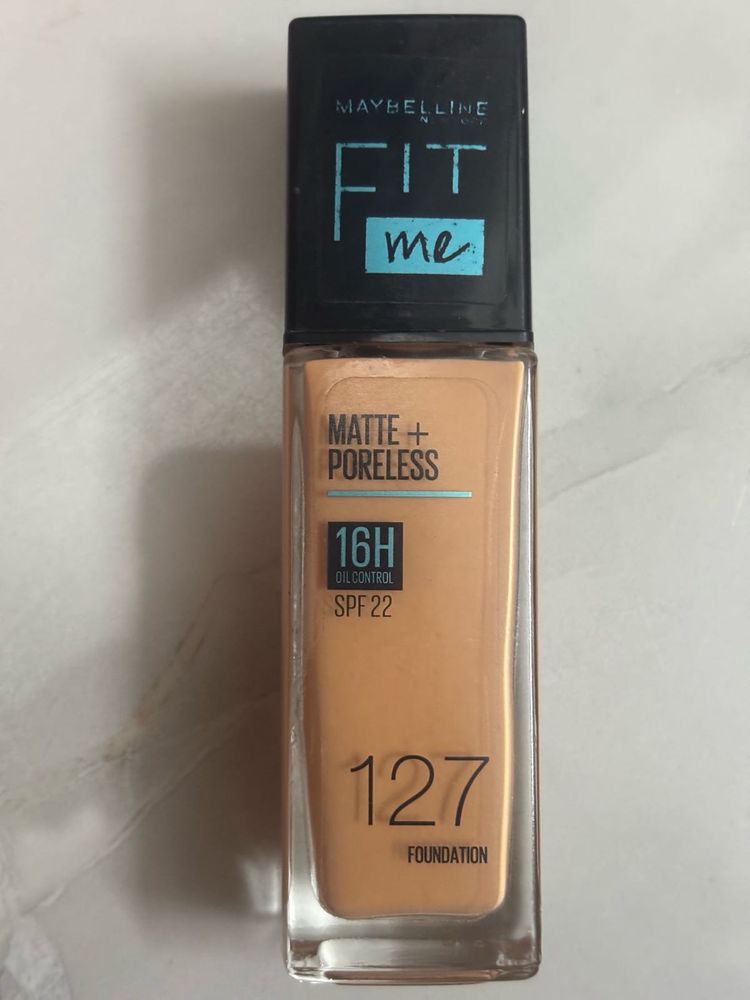 MAYBELLINE
FIT
me
MATTE +
PORELESS
16H
OIL CONTROL
SPF 22
127
FOUNDATION